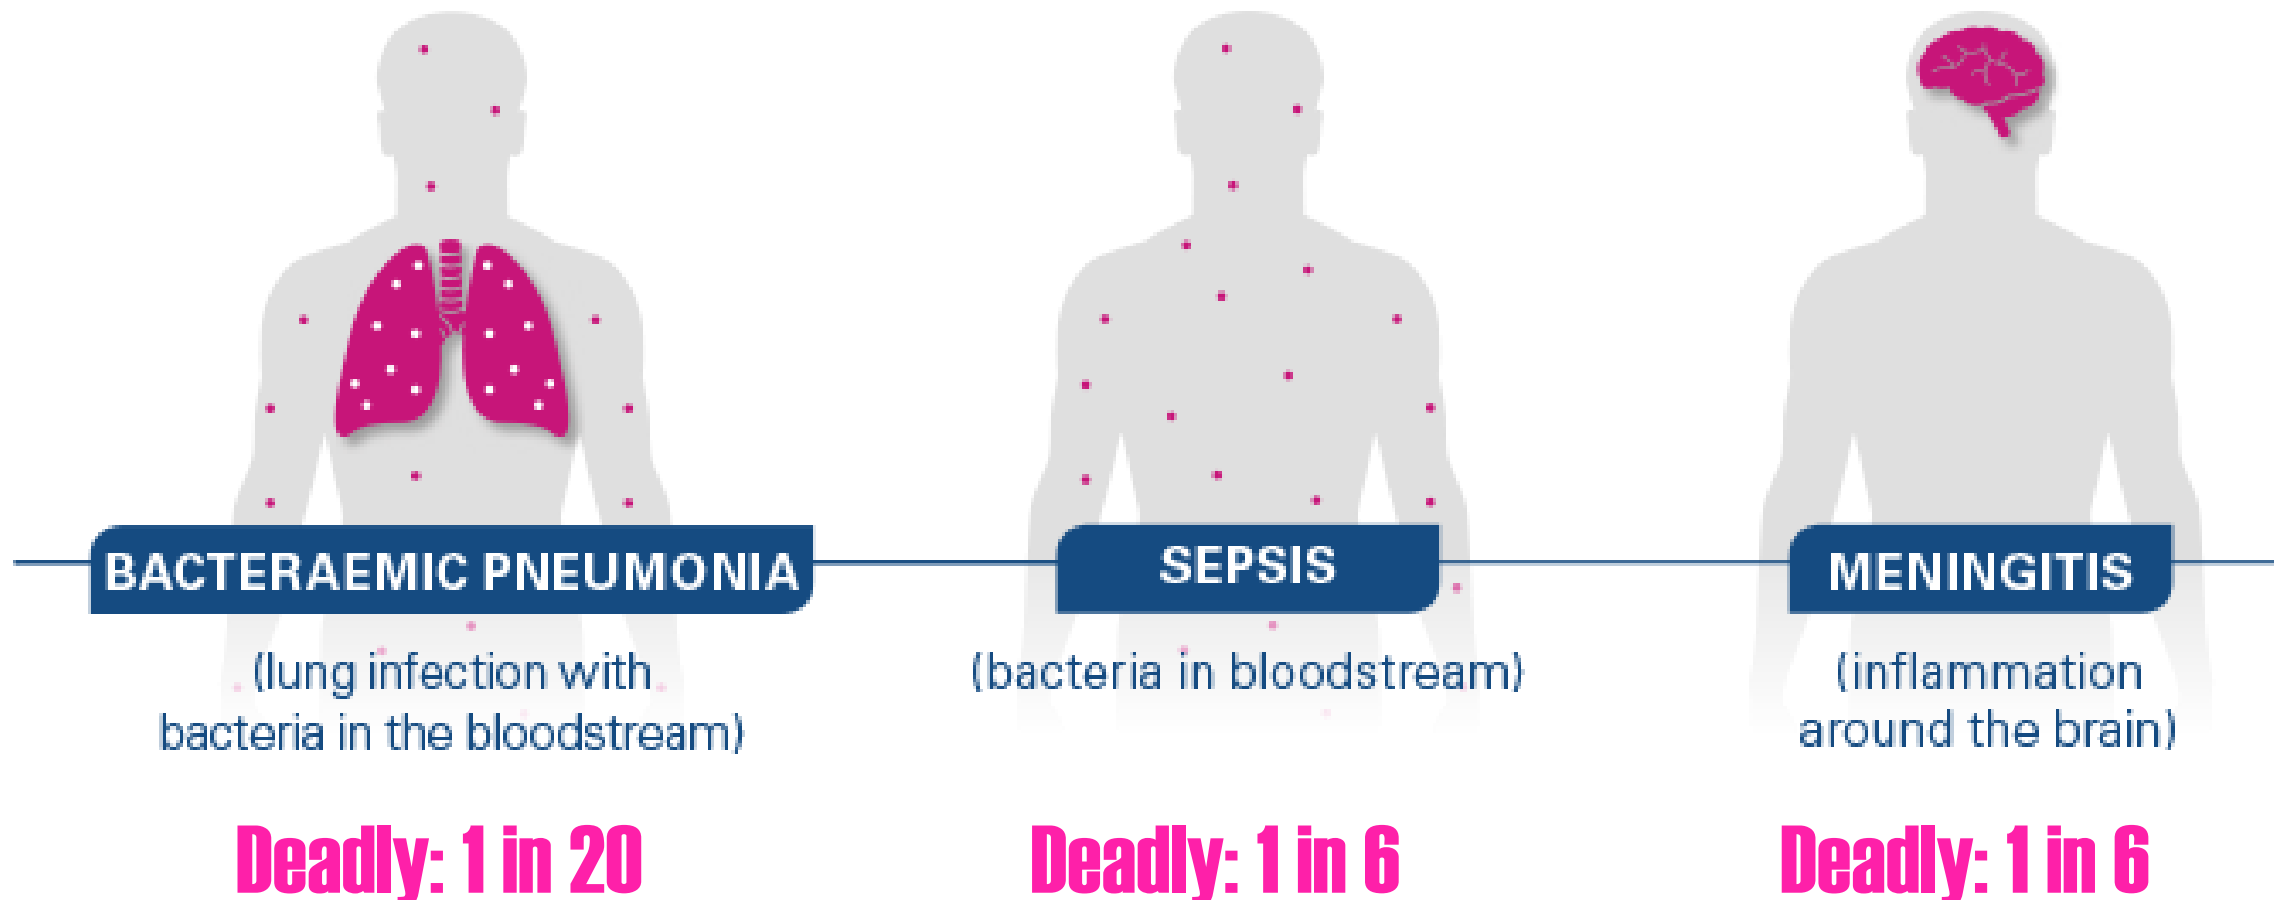 BACTERAEMIC PNEUMONIA
(lung infection with
bacteria in the bloodstream)
Deadly: 1 in 20
SEPSIS
(bacteria in bloodstream)
Deadly: 1 in 6
MENINGITIS
(inflammation
around the brain)
Deadly: 1 in 6